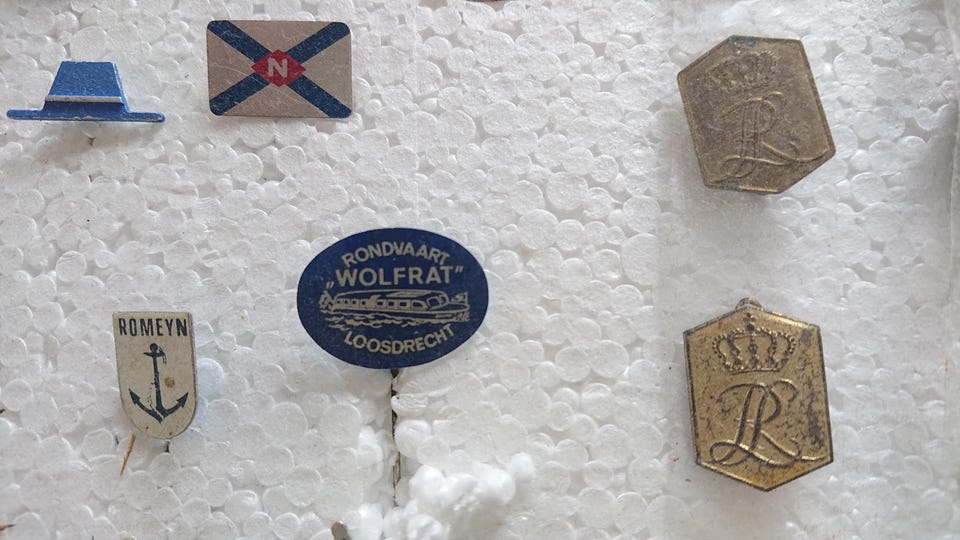 N
RONDVAART
„WOLFRAT”
LOOSDRECHT
ROMEYN